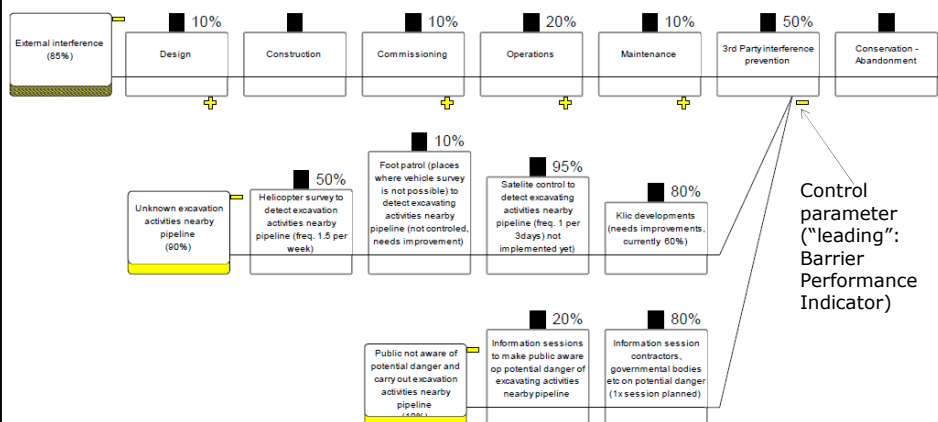 10%
10%
20%
10%
50%
External interference
(85%)
Design
Construction
Commissioning
Operations
Maintenance
3rd Party interference
prevention
Conservation -
Abandonment
Control
parameter
("leading":
Barrier
Performance
Indicator)
50%
10%
95%
80%
Unknown excavation
activities nearby
pipeline
(90%)
Helicopter survey to
detect excavation
activities nearby
pipeline (freq. 1.5 per
week)
Foot patrol (places
where vehicle survey
is not possible) to
detect excavating
activities nearby
pipeline (not controled,
needs improvement)
Satelite control to
detect excavating
activities nearby
pipeline (freq. 1 per
3days) not
implemented yet)
Klic developments
(needs improvements,
currently 60%)
20%
80%
Public not aware of
potential danger and
carry out excavation
activities nearby
pipeline
Information sessions
to make public aware
op potential danger of
excavating activities
nearby pipeline
Information session
contractors,
governmental bodies
etc on potential danger
(1x session planned)